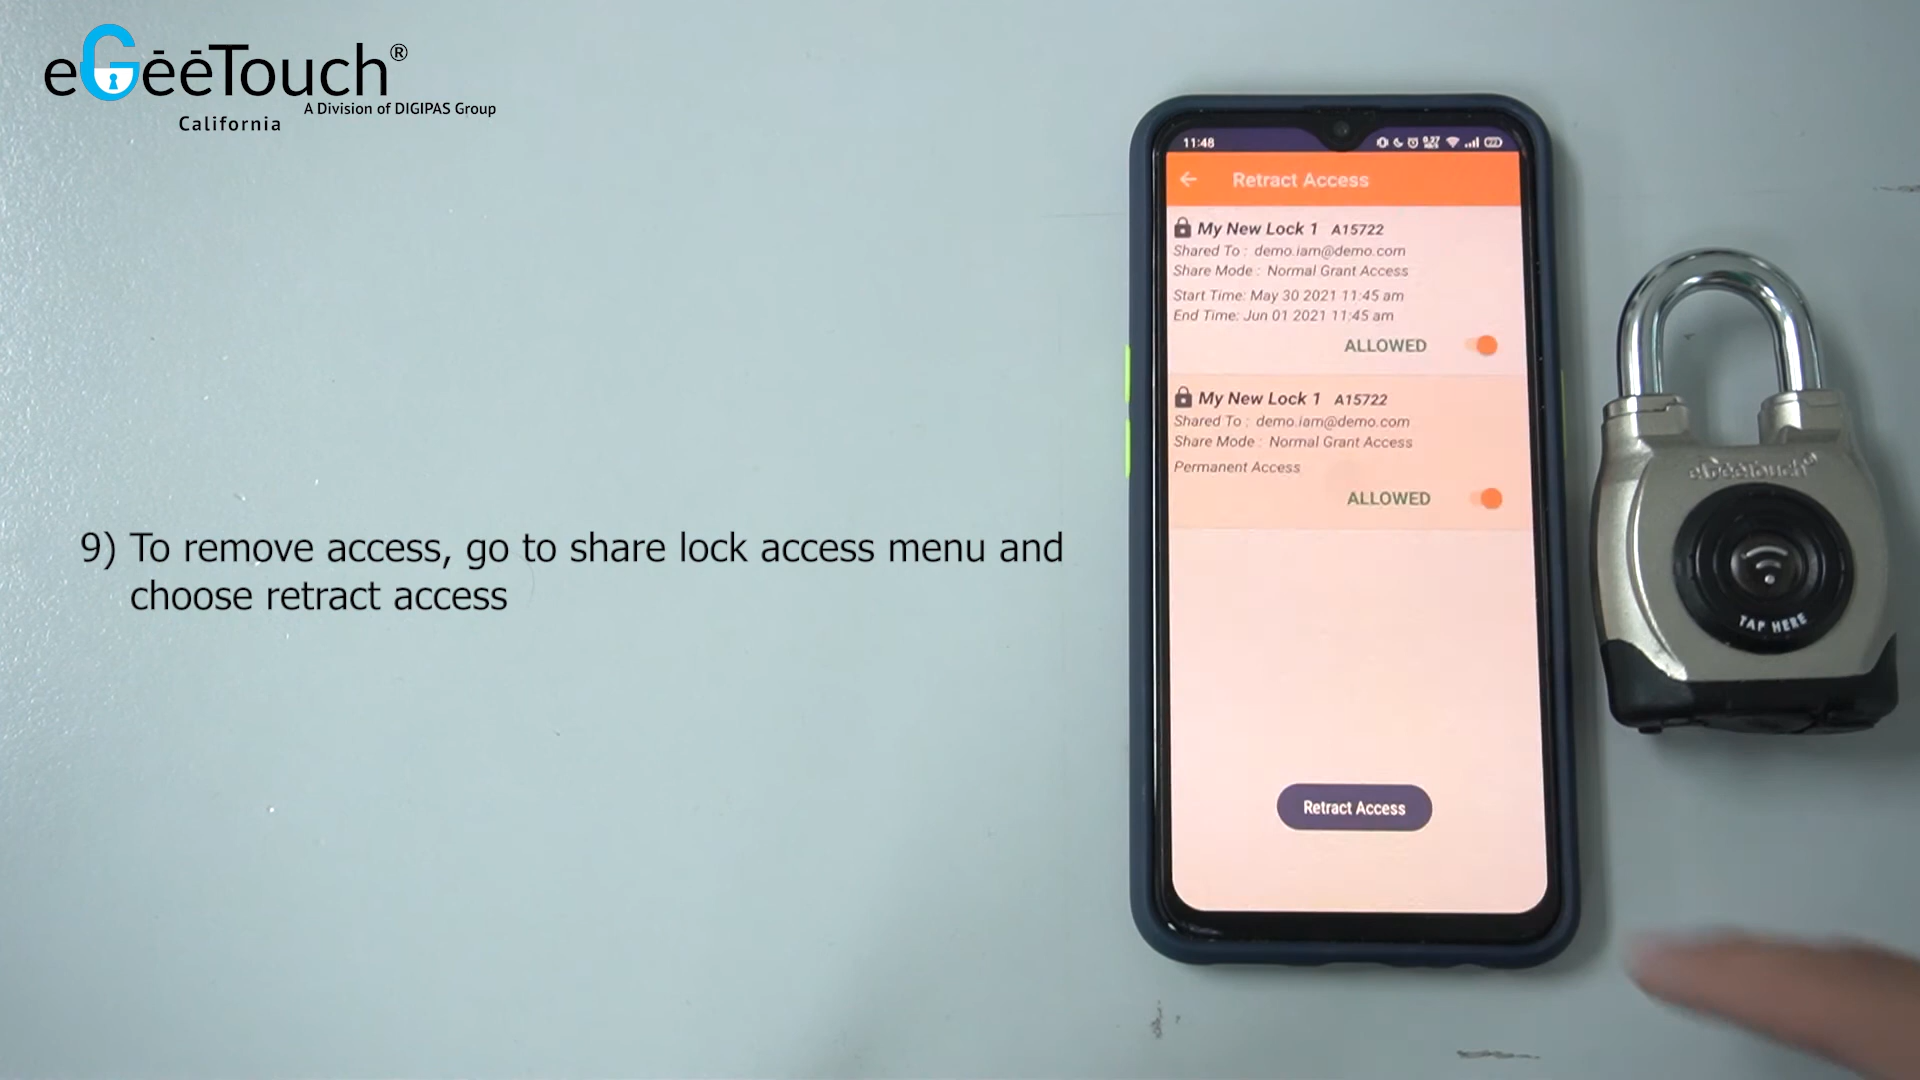 eGēēTouch®
A Division of DIGIPAS Group
California
9) To remove access, go to share lock access menu and
choose retract access
11:48
Retract Access
My New Lock 1 A15722
Shared To : demo.iam@demo.com
Share Mode : Normal Grant Access
Start Time: May 30 2021 11:45 am
End Time: Jun 01 2021 11:45 am
ALLOWED
My New Lock 1 A15722
Shared To : demo.iam@demo.com
Share Mode : Normal Grant Access
Permanent Access
ALLOWED
Retract Access
eGeeTouch
TAP HERE